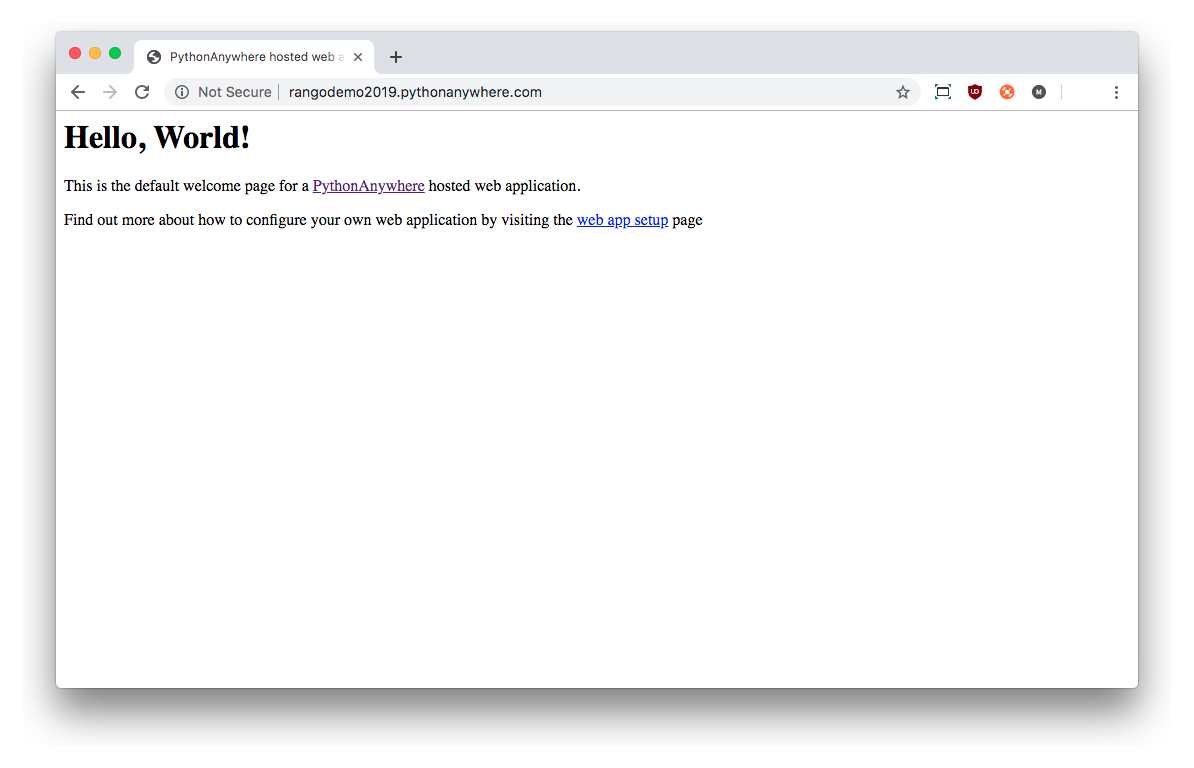 PythonAnywhere hosted web a
Not Secure | rangodemo2019.pythonanywhere.com
UD
M
Hello, World!
This is the default welcome page for a PythonAnywhere hosted web application.
Find out more about how to configure your own web application by visiting the web app setup page